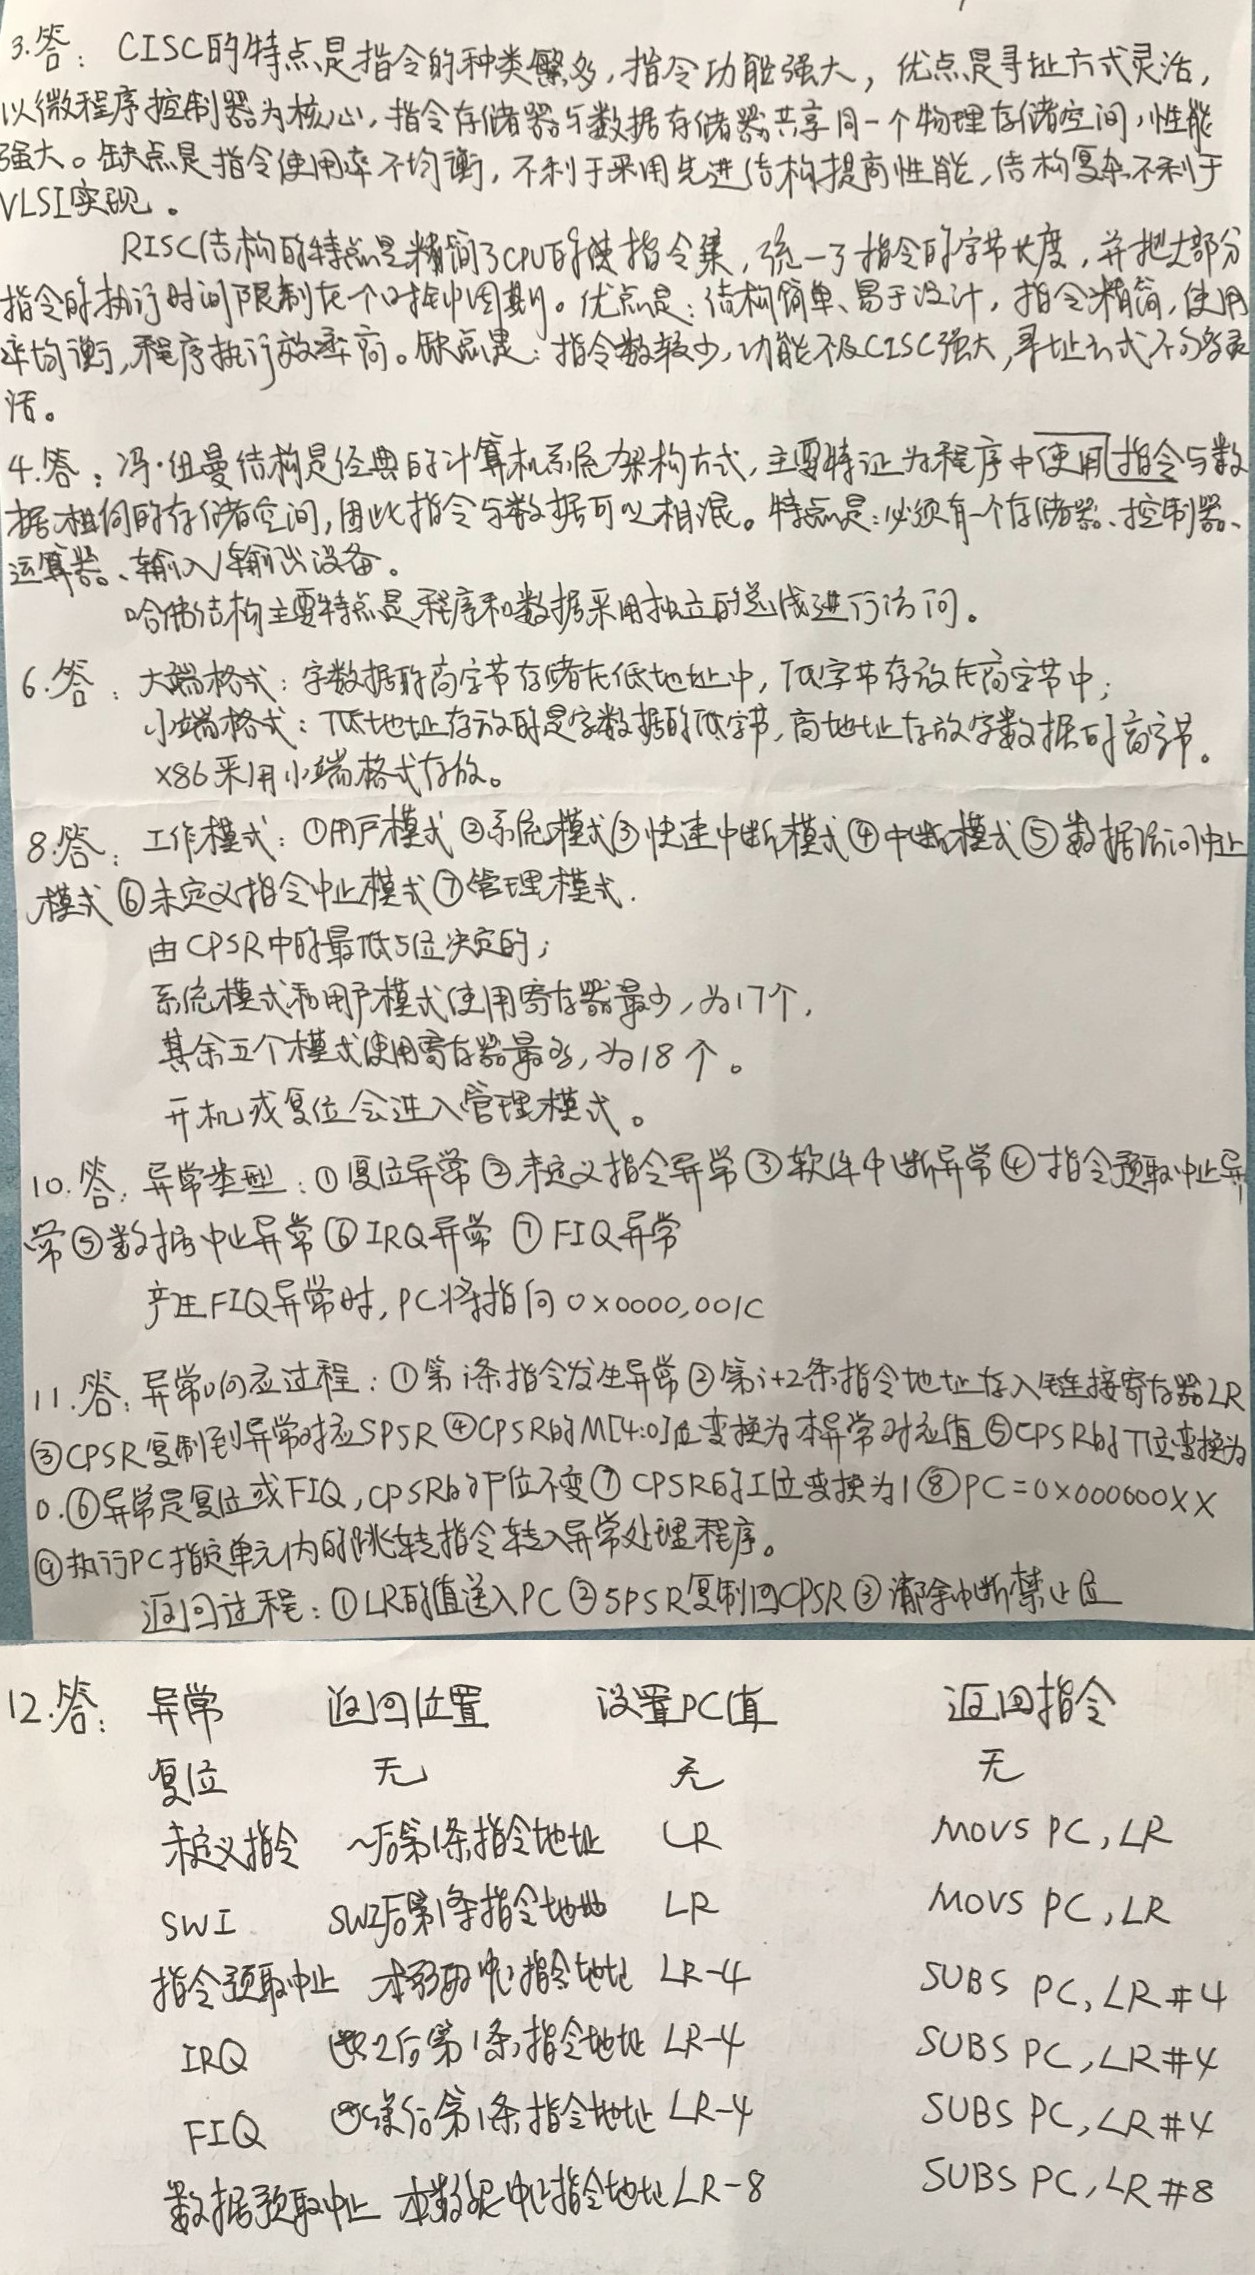 3.答：CISC的特点是指令的种类繁多，指令功能强大，优点是寻址方式灵活，
以微程序控制器为核心，指令存储器与数据存储器共享同一个物理存储空间，性能
强大。缺点是指令使用率不均衡，不利于采用先进结构提高性能，结构复杂不利于
VLSI实现。
RISC结构的特点是精简了CPU的指令集，统一了指令的字节长度，并把大部分
指令的执行时间限制在一个时钟周期。优点是：结构简单、易于设计，指令精简，使用
率均衡，程序执行效率高。缺点是：指令数较少，功能不及CISC强大，寻址方式不够灵
活。
4.答：冯·纽曼结构是经典的计算机系统架构方式，主要特征为程序中使用指令与数
据相同的存储空间，因此指令与数据可以相混。特点是：必须有一个存储器、控制器、
运算器、输入/输出设备。
哈佛结构主要特点是程序和数据采用独立的总线进行访问。
6.答：大端格式：字数据的高字节存储在低地址中，低字节存放在高字节中；
小端格式：低地址存放的是字数据的低字节，高地址存放字数据的高字节。
X86采用小端格式存放。
8.答：工作模式：①用户模式②系统模式③快速中断模式④中断模式⑤数据访问中止
模式⑥未定义指令中止模式⑦管理模式.
由CPSR中的最低5位决定的；
系统模式和用户模式使用寄存器最少，为17个，
其余五个模式使用寄存器最多，为18个。
开机或复位会进入管理模式。
10.答：异常类型：①复位异常②未定义指令异常③软件中断异常④指令预取中止异
常⑤数据中止异常⑥IRQ异常 ⑦FIQ异常
产生FIQ异常时，PC将指向0x0000,001C
11.答：异常响应过程：①第i条指令发生异常②第i+2条指令地址存入链接寄存器LR
③CPSR复制到异常对应SPSR④CPSR的M[4:0]位变换为本异常对应值⑤CPSR的T位变换为
0.⑥异常是复位或FIQ，CPSR的F位不变⑦CPSR的I位变换为1⑧PC=0x000000XX
⑨执行PC指定单元内的跳转指令转入异常处理程序。
返回过程：①LR的值送入PC②SPSR复制回CPSR③清除中断禁止位
12.答：异常 返回位置 设置PC值 返回指令
复位 无 无 无
未定义指令 ~后第1条指令地址 LR MOVS PC,LR
SWI SWI后第1条指令地址 LR MOVS PC,LR
指令预取中止 本预取中止指令地址 LR-4 SUBS PC,LR#4
IRQ 后第1条指令地址 LR-4 SUBS PC,LR#4
FIQ 后第1条指令地址 LR-4 SUBS PC,LR#4
数据预取中止 本数据中止指令地址 LR-8 SUBS PC,LR#8